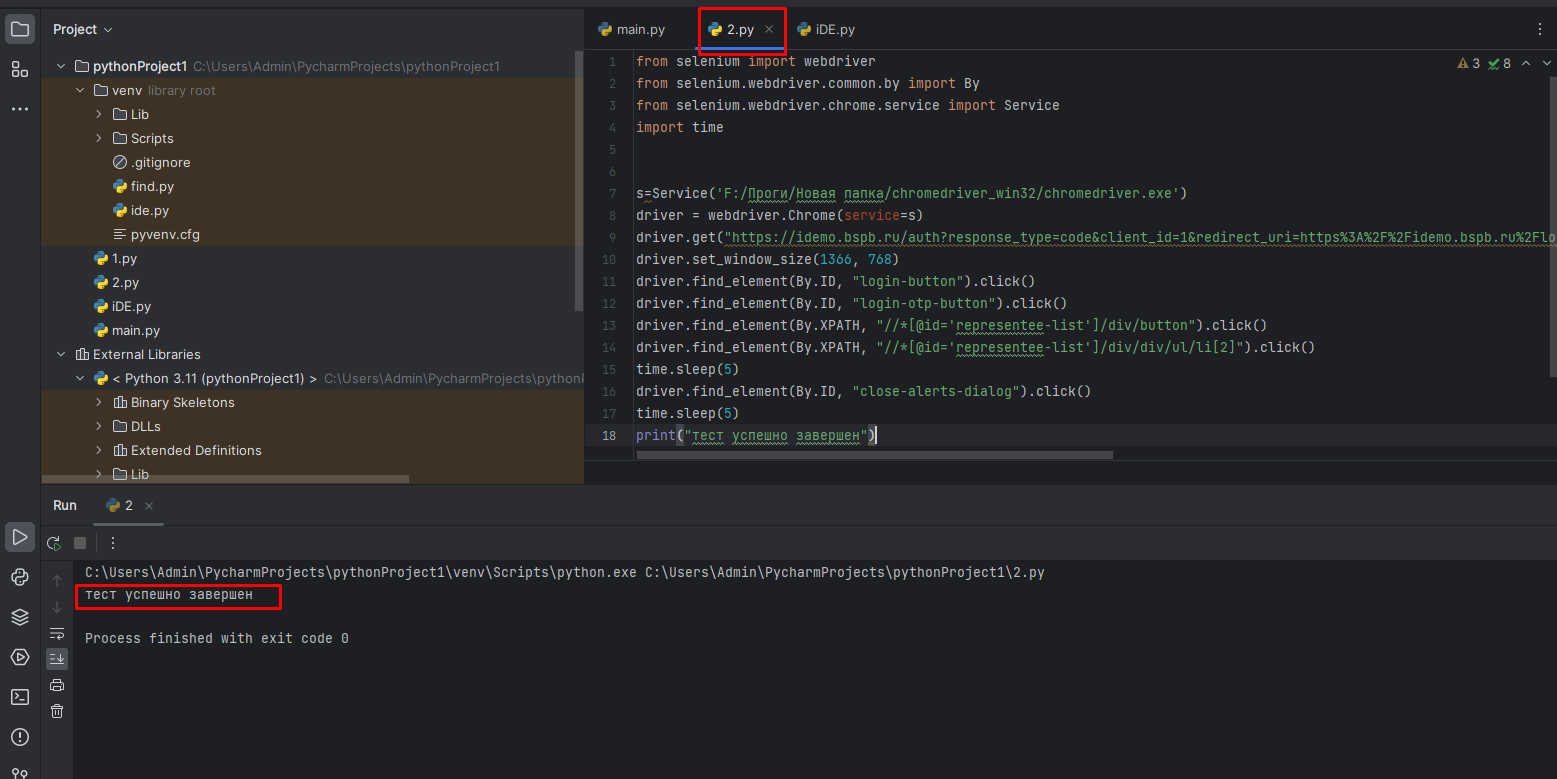 Project
pythonProject1 C:\Users\Admin\PycharmProjects\pythonProject1
venv library root
Lib
Scripts
.gitignore
find.py
ide.py
pyvenv.cfg
1.py
2.py
iDE.py
main.py
External Libraries
< Python 3.11 (pythonProject1) > C:\Users\Admin\PycharmProjects\pythonP
Binary Skeletons
DLLs
Extended Definitions
Lib
main.py 2.py iDE.py
3 8
1 from selenium import webdriver
2 from selenium.webdriver.common.by import By
3 from selenium.webdriver.chrome.service import Service
4 import time
5
6
7 s=Service('F:/Проги/Новая папка/chromedriver_win32/chromedriver.exe')
8 driver = webdriver.Chrome(service=s)
9 driver.get("https://idemo.bspb.ru/auth?response_type=code&client_id=1&redirect_uri=https%3A%2F%2Fidemo.bspb.ru%2Flo
10 driver.set_window_size(1366, 768)
11 driver.find_element(By.ID, "login-button").click()
12 driver.find_element(By.ID, "login-otp-button").click()
13 driver.find_element(By.XPATH, "//*[@id='representee-list']/div/button").click()
14 driver.find_element(By.XPATH, "//*[@id='representee-list']/div/div/ul/li[2]").click()
15 time.sleep(5)
16 driver.find_element(By.ID, "close-alerts-dialog").click()
17 time.sleep(5)
18 print("тест успешно завершен")
Run 2
C:\Users\Admin\PycharmProjects\pythonProject1\venv\Scripts\python.exe C:\Users\Admin\PycharmProjects\pythonProject1\2.py
тест успешно завершен
Process finished with exit code 0